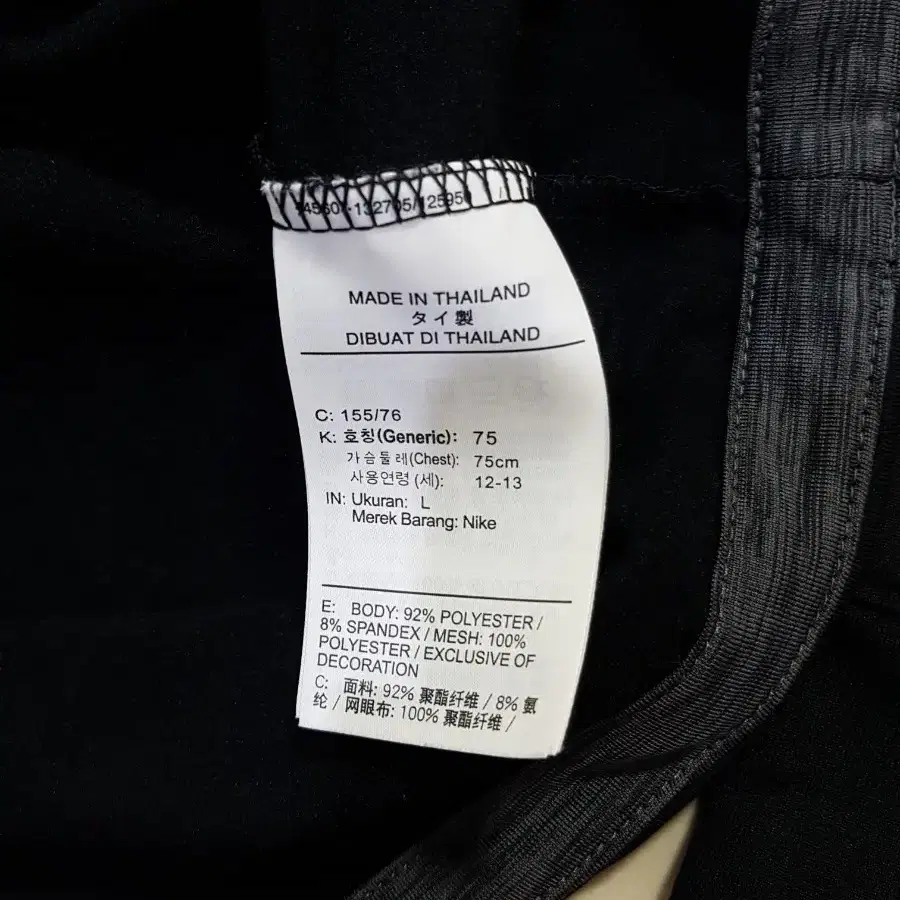 MADE IN THAILAND
タイ製
DIBUAT DI THAILAND
C: 155/76
K: 호칭(Generic): 75
가슴둘레(Chest): 75cm
사용연령 (세): 12-13
IN: Ukuran: L
Merek Barang: Nike
E: BODY: 92% POLYESTER /
8% SPANDEX / MESH: 100%
POLYESTER / EXCLUSIVE OF
DECORATION
C: 面料: 92% 聚酯纤维 / 8% 氨
纶 / 网眼布: 100% 聚酯纤维 /